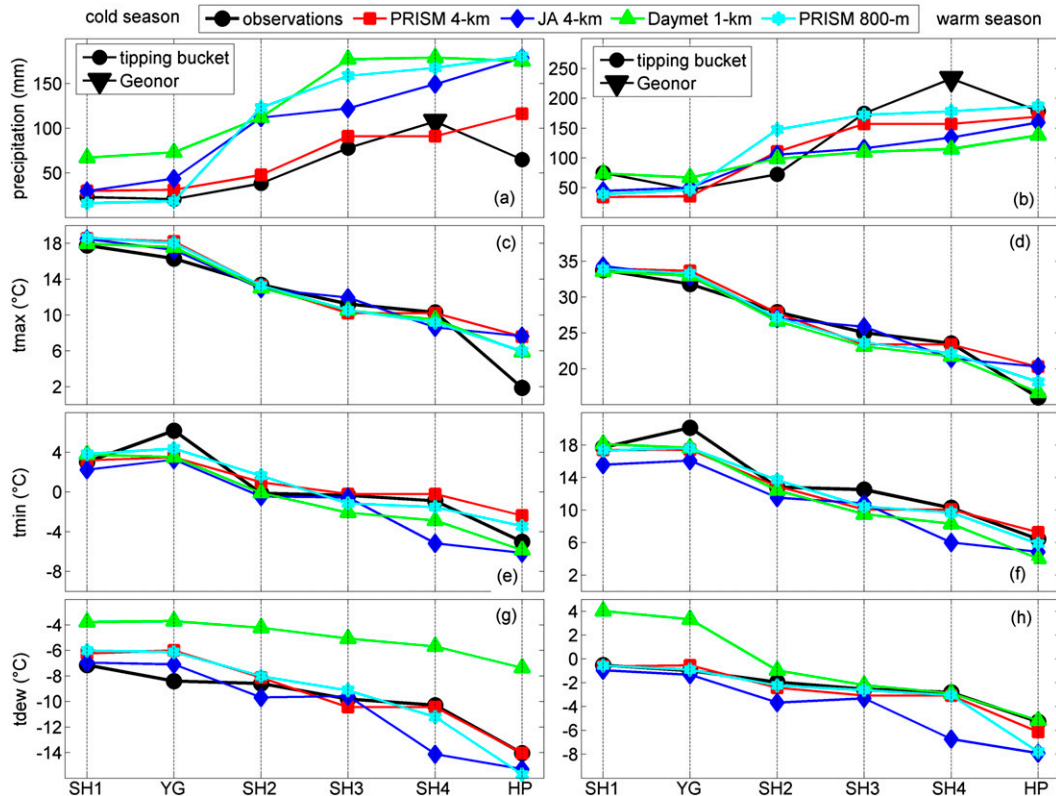 cold season observations PRISM 4-km JA 4-km Daymet 1-km PRISM 800-m warm season
tipping bucket
Geonor
precipitation (mm)
150
100
50
(a)
tipping bucket
Geonor
250
200
150
100
50
(b)
tmax (°C)
18
14
10
6
2
(c)
35
30
25
20
(d)
tmin (°C)
4
0
-4
-8
(e)
18
14
10
6
2
(f)
tdew (°C)
-4
-6
-8
-10
-12
-14
(g)
4
2
0
-2
-4
-6
-8
(h)
SH1 YG SH2 SH3 SH4 HP
SH1 YG SH2 SH3 SH4 HP